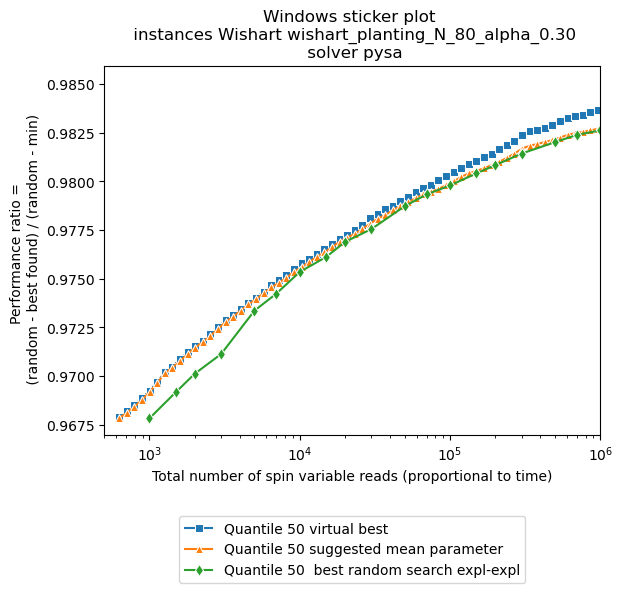 Windows sticker plot
instances Wishart wishart_planting_N_80_alpha_0.30
solver pysa
Performance ratio =
(random - best found) / (random - min)
0.9850
0.9825
0.9800
0.9775
0.9750
0.9725
0.9700
0.9675
10³ 10⁴ 10⁵ 10⁶
Total number of spin variable reads (proportional to time)
Quantile 50 virtual best
Quantile 50 suggested mean parameter
Quantile 50  best random search expl-expl